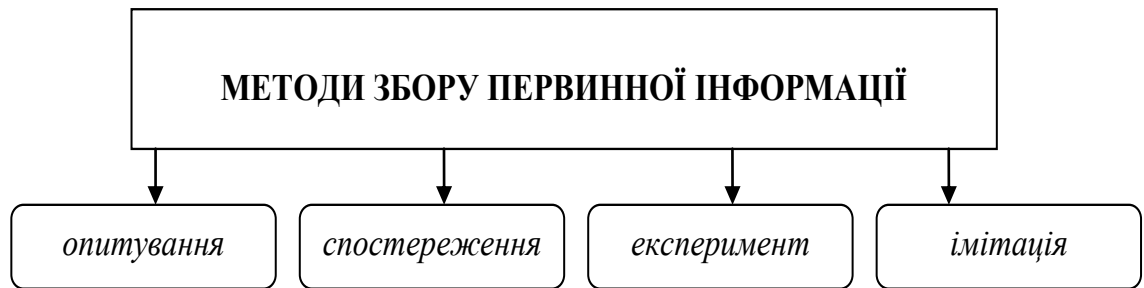 МЕТОДИ ЗБОРУ ПЕРВИННОЇ ІНФОРМАЦІЇ
опитування
спостереження
експеримент
імітація